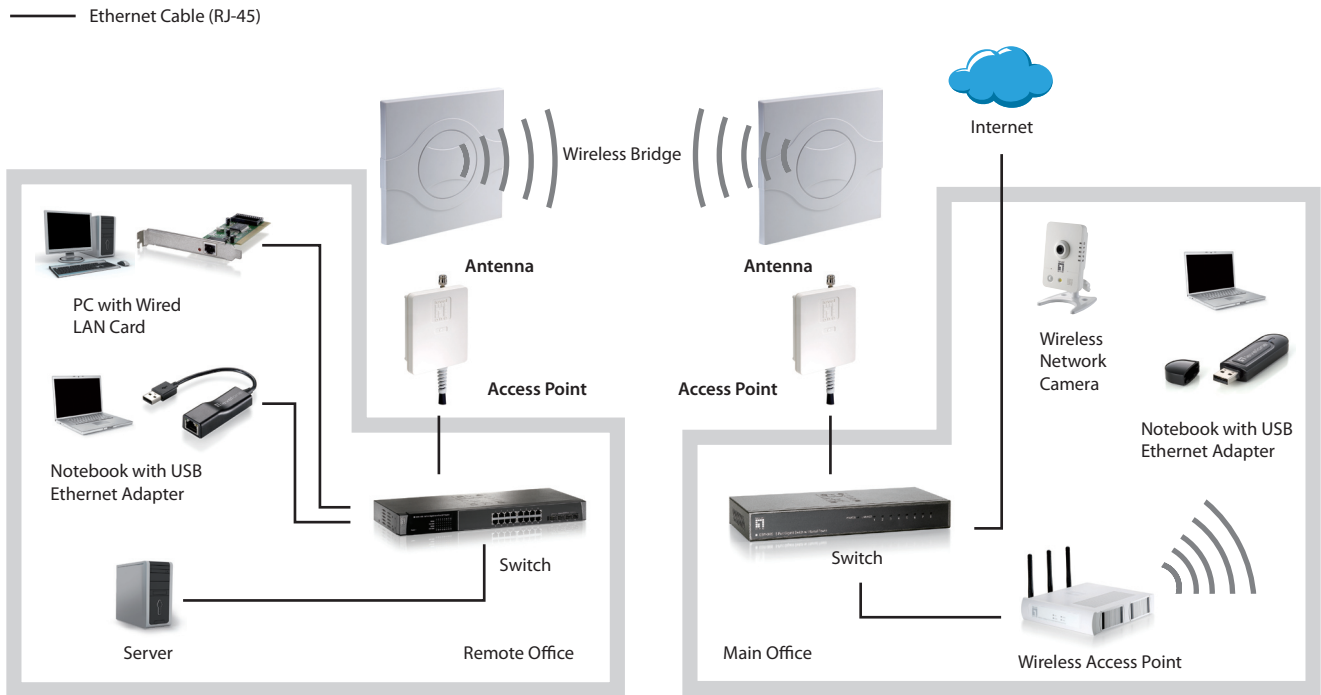 Ethernet Cable (RJ-45)
Internet
Wireless Bridge
Antenna
Antenna
PC with Wired
LAN Card
Wireless
Network
Camera
Access Point
Access Point
Notebook with USB
Ethernet Adapter
Notebook with USB
Ethernet Adapter
Switch
Switch
Server
Remote Office
Main Office
Wireless Access Point